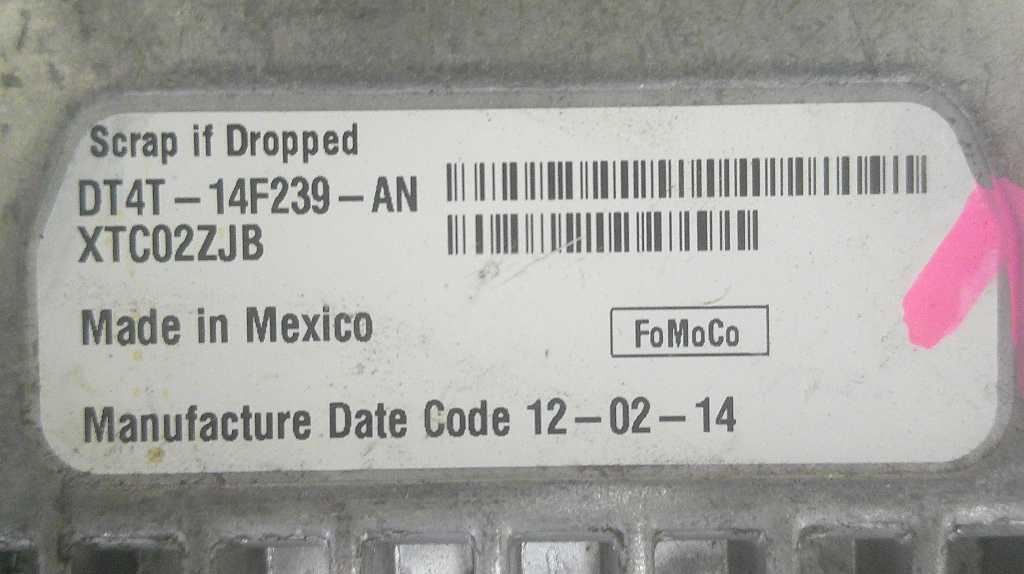 Scrap if Dropped
DT4T-14F239-AN
XTC02ZJB
Made in Mexico
FoMoCo
Manufacture Date Code 12-02-14